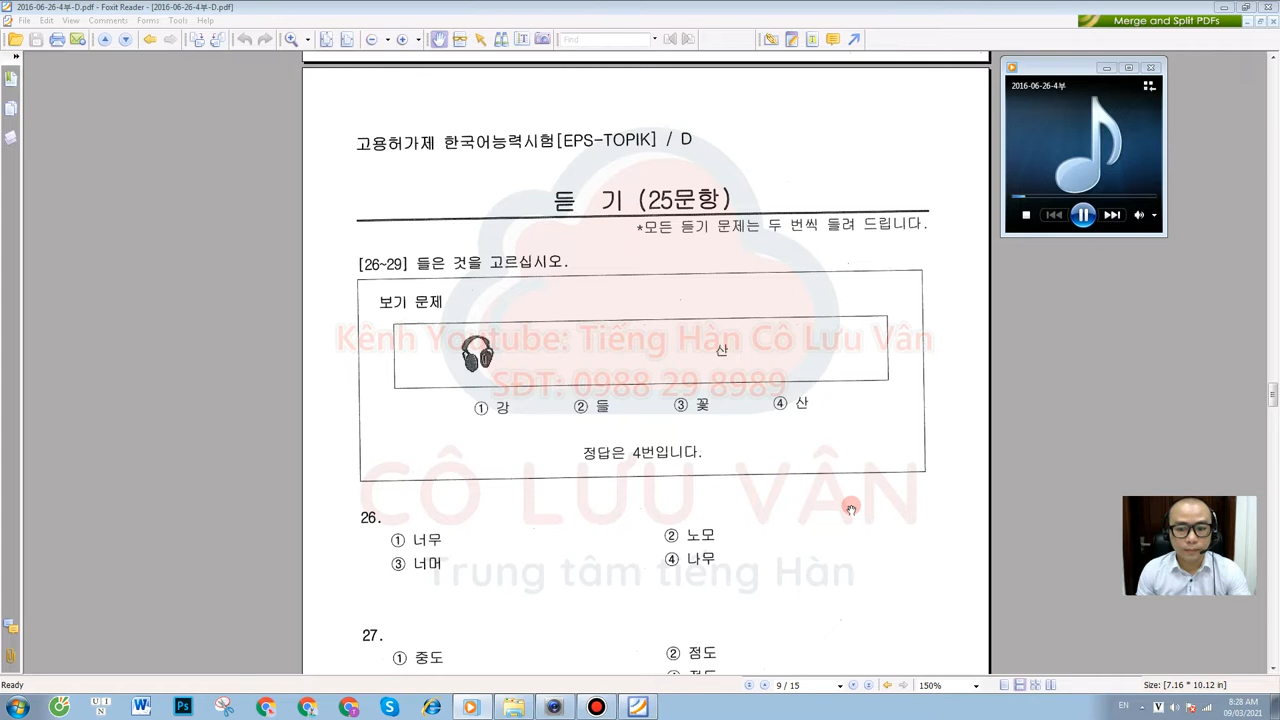 2016-06-26-4부-D.pdf - Foxit Reader - [2016-06-26-4부-D.pdf]
File Edit View Document Comments Forms Tools Help
Merge and Split PDFs
Find
2016-06-26-4부
고용허가제 한국어능력시험[EPS-TOPIK] / D
듣 기 (25문항)
*모든 듣기 문제는 두 번씩 들려 드립니다.
[26~29] 들은 것을 고르십시오.
보기 문제
Kênh Youtube: Tiếng Hàn Cô Lưu Vân
산
SĐT: 0988 29 8989
① 강 ② 들 ③ 꽃 ④ 산
정답은 4번입니다.
CÔ LƯU VÂN
26.
① 너우 ② 노모
③ 너머 ④ 나무
Trung tâm tiếng Hàn
27.
① 중도 ② 점도
Ready
9 / 15
150%
Size: [7.16 * 10.12 in]
EN
8:28 AM
09/03/2021